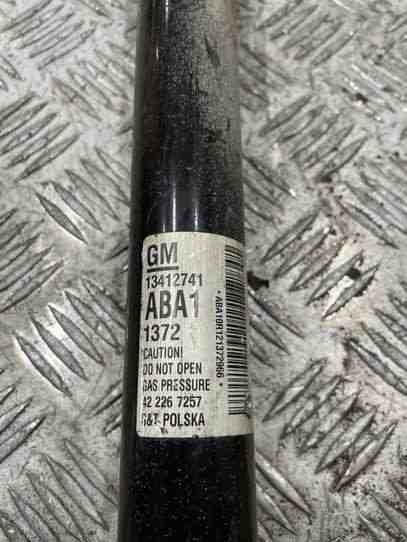 GM
13412741
ABA1
1372
CAUTION!
DO NOT OPEN
GAS PRESSURE
42 226 7257
POLSKA